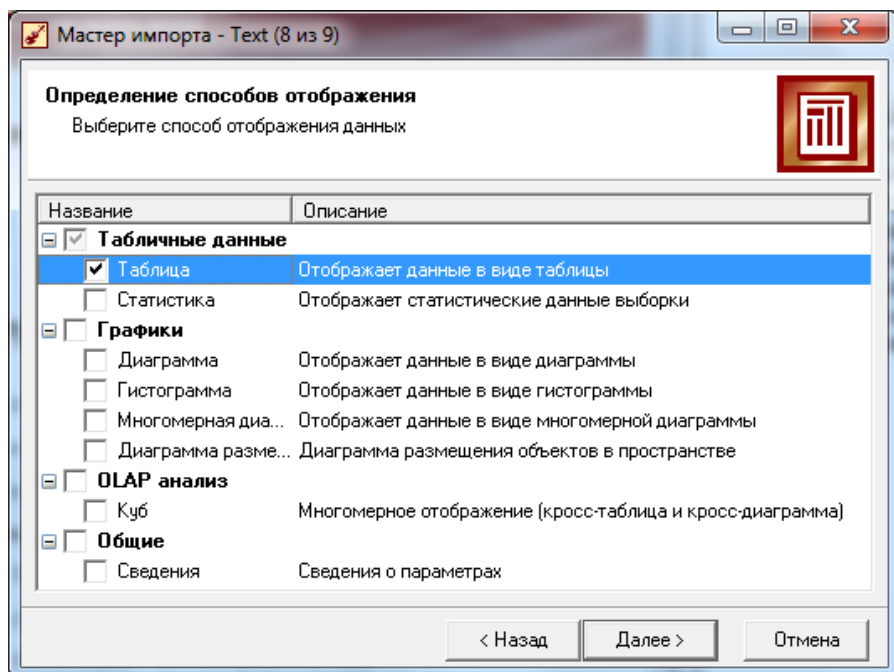 Мастер импорта - Text (8 из 9)
Определение способов отображения
Выберите способ отображения данных
Название Описание
Табличные данные
Таблица Отображает данные в виде таблицы
Статистика Отображает статистические данные выборки
Графики
Диаграмма Отображает данные в виде диаграммы
Гистограмма Отображает данные в виде гистограммы
Многомерная диа... Отображает данные в виде многомерной диаграммы
Диаграмма разме... Диаграмма размещения объектов в пространстве
OLAP анализ
Куб Многомерное отображение (кросс-таблица и кросс-диаграмма)
Общие
Сведения Сведения о параметрах
< Назад Далее > Отмена